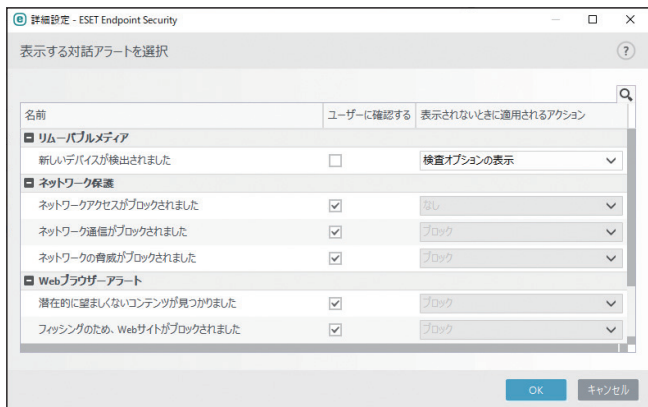 詳細設定 - ESET Endpoint Security
表示する対話アラートを選択
?
名前 ユーザーに確認する 表示されないときに適用されるアクション
リムーバブルメディア
新しいデバイスが検出されました 検査オプションの表示
ネットワーク保護
ネットワークアクセスがブロックされました なし
ネットワーク通信がブロックされました ブロック
ネットワークの脅威がブロックされました ブロック
Webブラウザーアラート
潜在的に望ましくないコンテンツが見つかりました ブロック
フィッシングのため、Webサイトがブロックされました ブロック
OK キャンセル